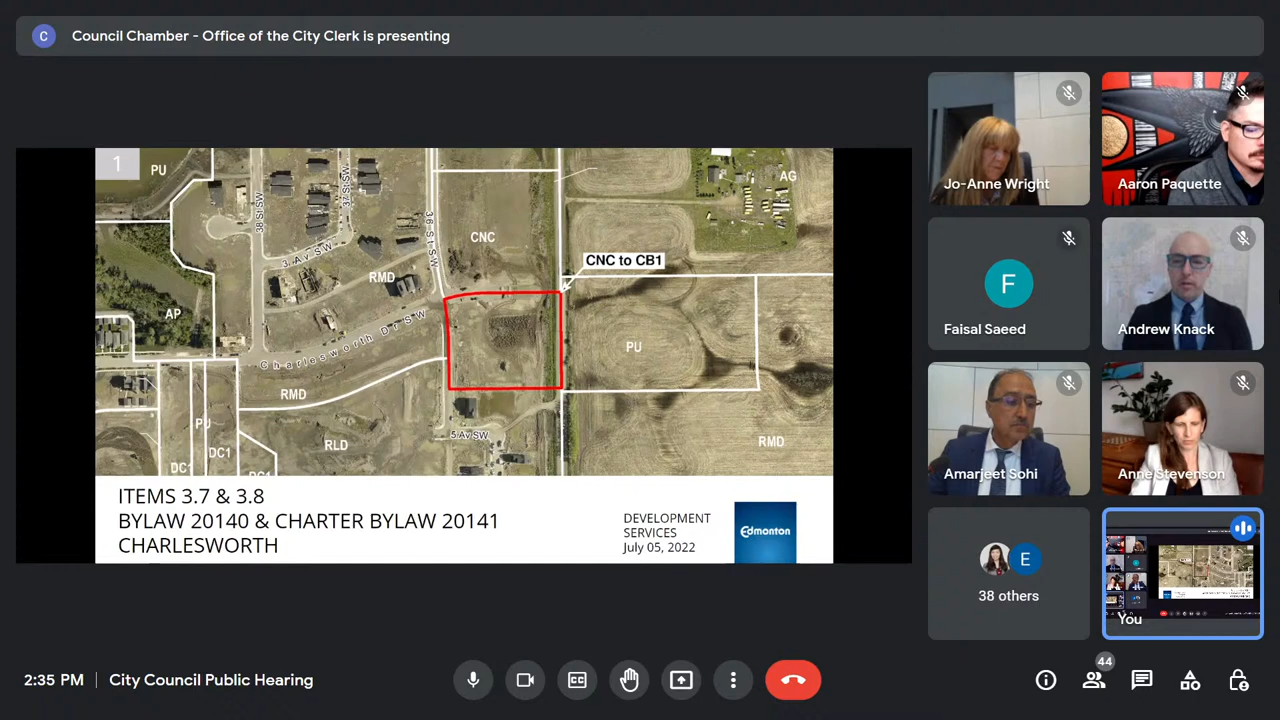 C
Council Chamber - Office of the City Clerk is presenting
1
PU
38 St SW
37 St SW
36 St SW
AG
CNC
CNC to CB1
3 Av SW
RMD
AP
Charlesworth Dr SW
PU
RMD
PU
DC1
RLD
5 Av SW
RMD
DC1
DC1
ITEMS 3.7 & 3.8
BYLAW 20140 & CHARTER BYLAW 20141
CHARLESWORTH
DEVELOPMENT
SERVICES
July 05, 2022
Edmonton
Jo-Anne Wright
Aaron Paquette
F
Faisal Saeed
Andrew Knack
Amarjeet Sohi
Anne Stevenson
E
38 others
You
2:35 PM
City Council Public Hearing
44